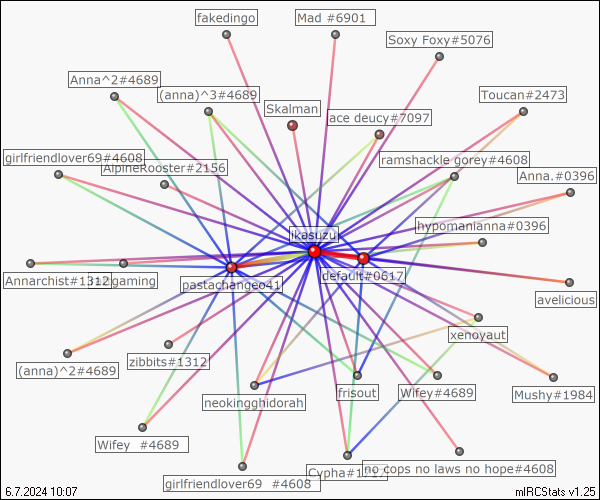 fakedingo
Mad #6901
Soxy Foxy#5076
Anna^2#4689
(anna)^3#4689
Toucan#2473
Skalman
ace deucy#7097
girlfriendlover69#4608
AlpineRooster#2156
ramshackle gorey#4608
Anna.#0396
hypomanianna#0396
ikasuzu
default#0617
Annarchist#1312
gaming
pastachangeo41
avelicious
xenoyaut
(anna)^2#4689
zibbits#1312
neokingghidorah
frisout
Wifey#4689
Mushy#1984
Wifey #4689
girlfriendlover69 #4608
Cypha#1717
no cops no laws no hope#4608
6.7.2024 10:07
mIRCStats v1.25